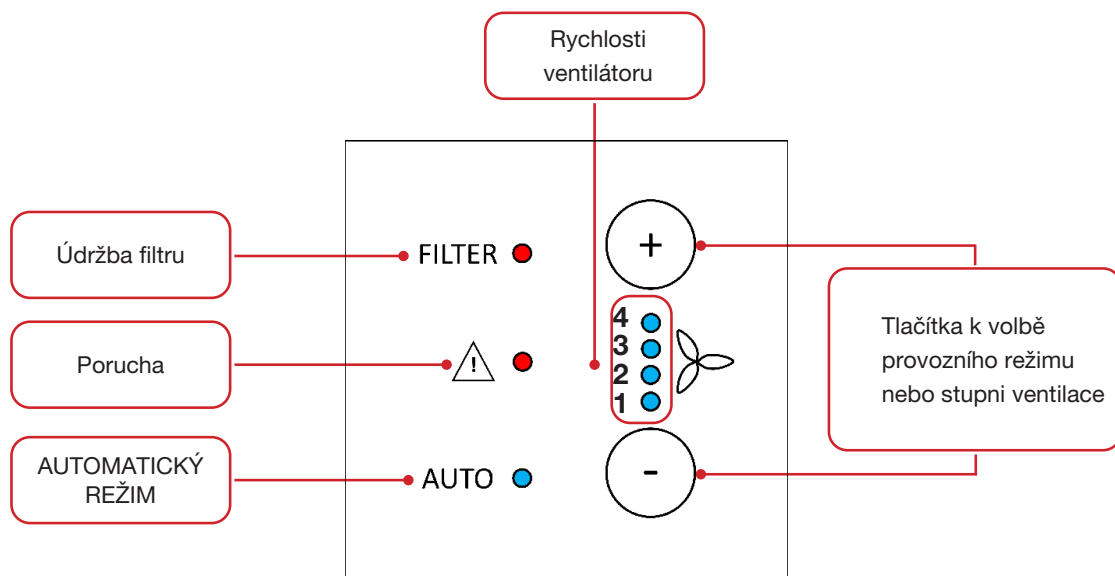 Rychlosti
ventilátoru
Údržba filtru
FILTER
+
4
3
2
1
Tlačítka k volbě
provozního režimu
nebo stupni ventilace
Porucha
!
AUTOMATICKÝ
REŽIM
AUTO
-